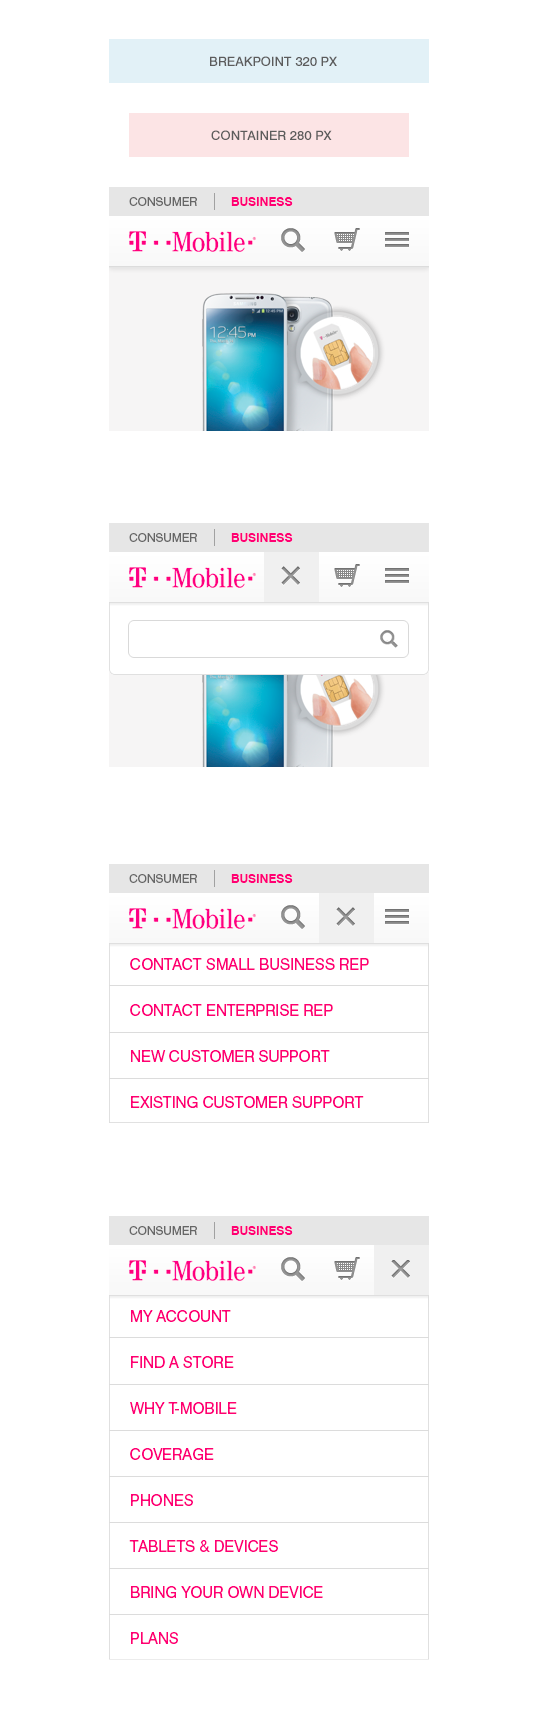 BREAKPOINT 320 PX
CONTAINER 280 PX
CONSUMER BUSINESS
T · · Mobile ·®
12:45
T · · Mobile ·
CONSUMER BUSINESS
T · · Mobile ·®
CONSUMER BUSINESS
T · · Mobile ·®
CONTACT SMALL BUSINESS REP
CONTACT ENTERPRISE REP
NEW CUSTOMER SUPPORT
EXISTING CUSTOMER SUPPORT
CONSUMER BUSINESS
T · · Mobile ·®
MY ACCOUNT
FIND A STORE
WHY T-MOBILE
COVERAGE
PHONES
TABLETS & DEVICES
BRING YOUR OWN DEVICE
PLANS